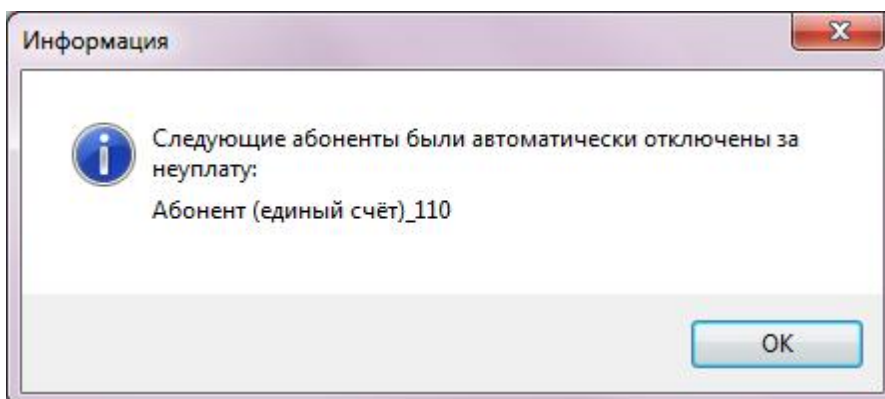 Информация
Следующие абоненты были автоматически отключены за
неуплату:
Абонент (единый счёт)_110
OK